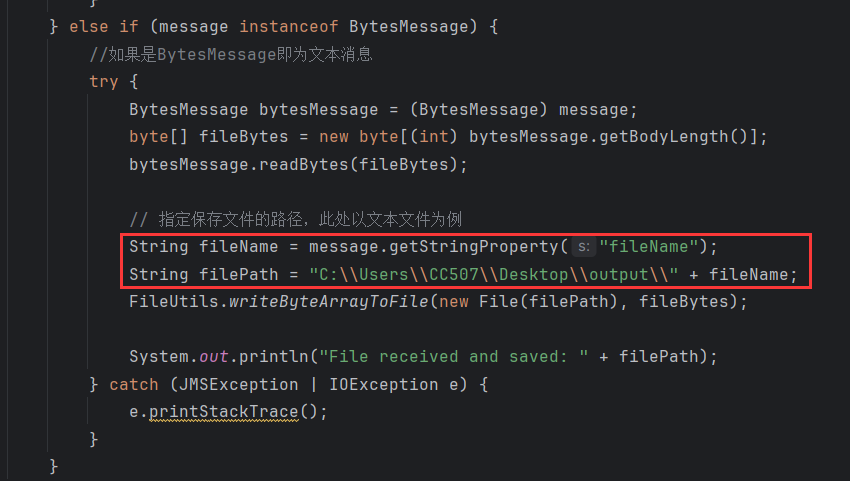 }
} else if (message instanceof BytesMessage) {
//如果是BytesMessage即为文本消息
try {
BytesMessage bytesMessage = (BytesMessage) message;
byte[] fileBytes = new byte[(int) bytesMessage.getBodyLength()];
bytesMessage.readBytes(fileBytes);
// 指定保存文件的路径，此处以文本文件为例
String fileName = message.getStringProperty( s: "fileName");
String filePath = "C:\\Users\\CC507\\Desktop\\output\\" + fileName;
FileUtils.writeByteArrayToFile(new File(filePath), fileBytes);
System.out.println("File received and saved: " + filePath);
} catch (JMSException | IOException e) {
e.printStackTrace();
}
}